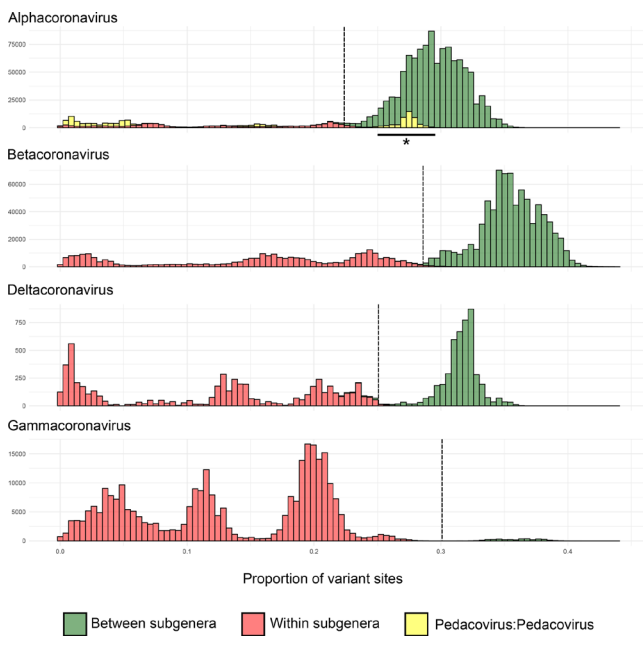 Alphacoronavirus
75000
50000
25000
0
*
Betacoronavirus
60000
40000
20000
0
Deltacoronavirus
750
500
250
0
Gammacoronavirus
15000
10000
5000
0
0.0 0.1 0.2 0.3 0.4
Proportion of variant sites
Between subgenera Within subgenera Pedacovirus:Pedacovirus